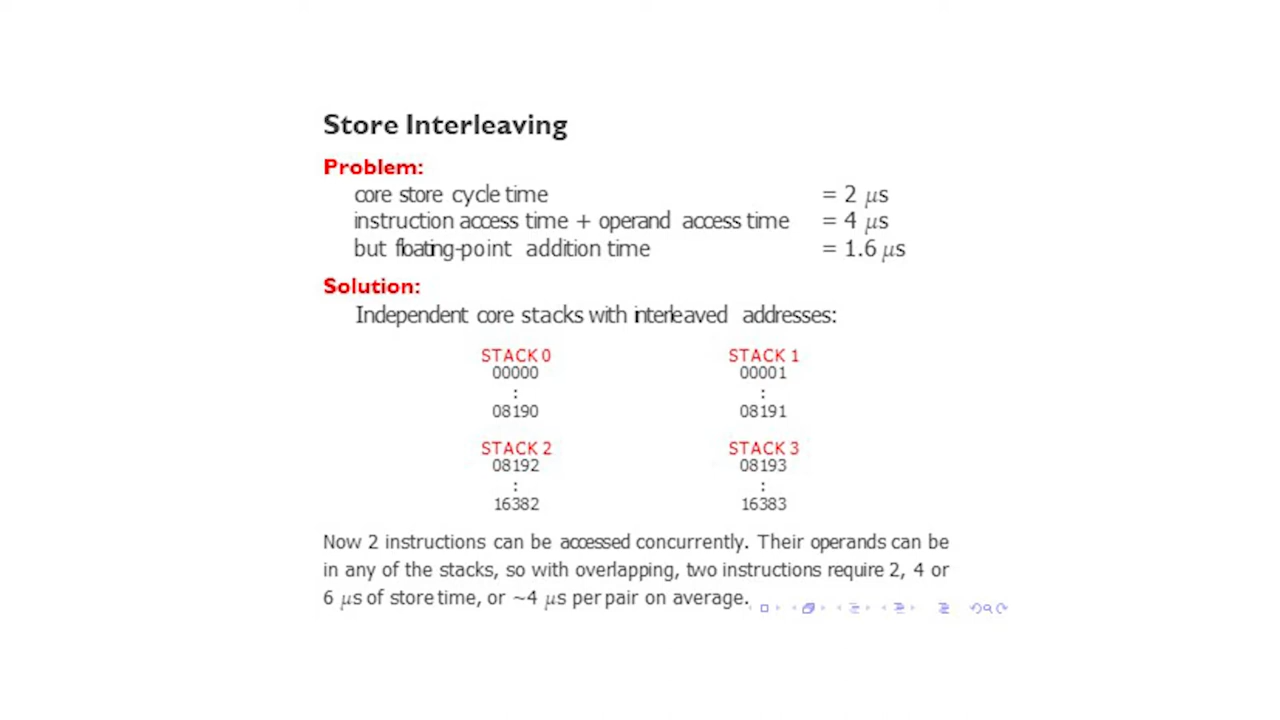 Store Interleaving
Problem:
core store cycle time = 2 μs
instruction access time + operand access time = 4 μs
but floating-point addition time = 1.6 μs
Solution:
Independent core stacks with interleaved addresses:
STACK 0 STACK 1
00000 00001
: :
08190 08191
STACK 2 STACK 3
08192 08193
: :
16382 16383
Now 2 instructions can be accessed concurrently. Their operands can be
in any of the stacks, so with overlapping, two instructions require 2, 4 or
6 μs of store time, or ~4 μs per pair on average.